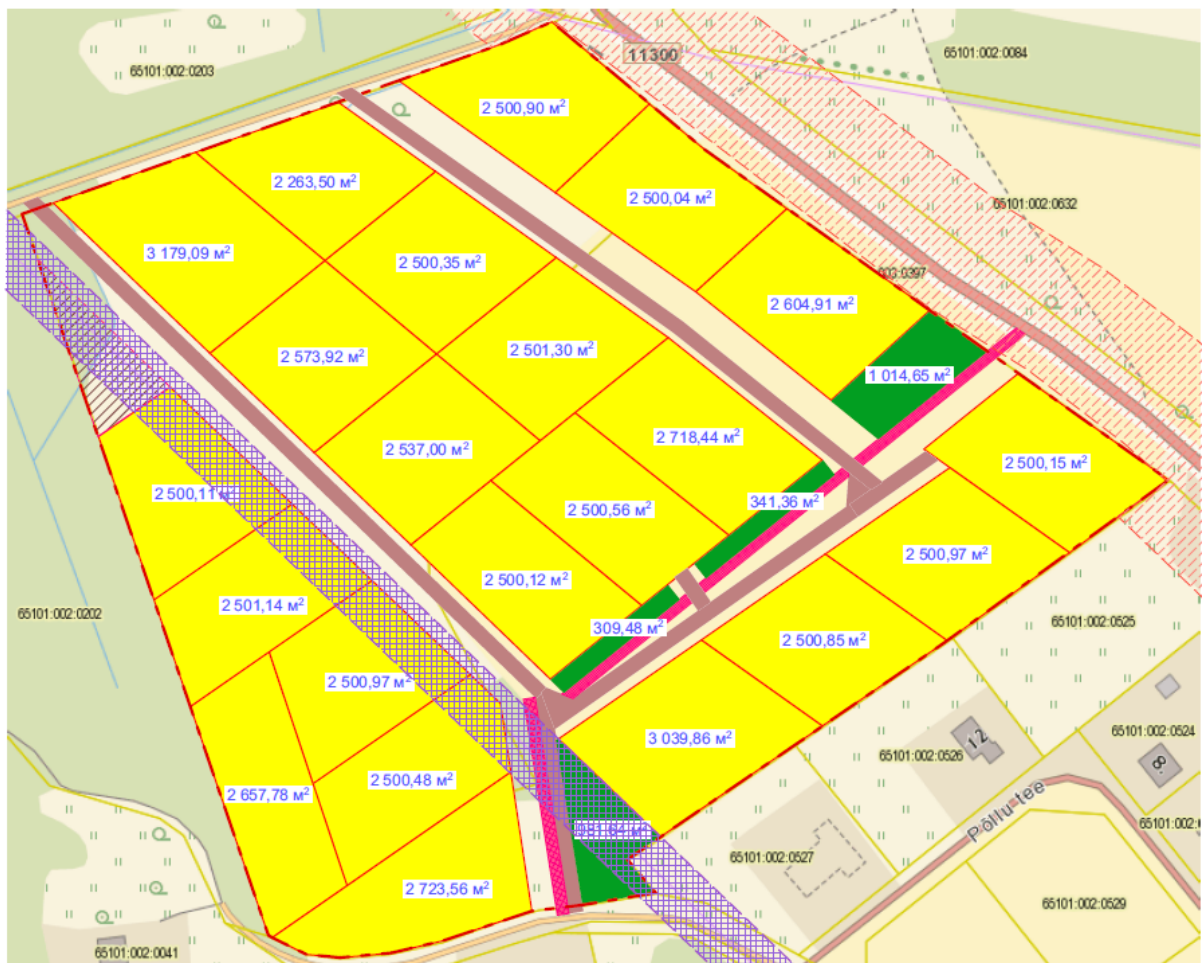 65101:002:0203
11390
65101:002:0084
2 500,90 м²
2 263,50 м²
2 500,04 м²
65101:002:0632
3 179,09 м²
2 500,35 м²
003:0397
2 604,91 м²
2 573,92 м²
2 501,30 м²
1 014,65 м²
2 718,44 м²
2 537,00 м²
2 500,15 м²
2 500,11
341,36 м²
2 500,56 м²
2 500,97 м²
2 500,12 м²
65101:002:0202
2 501,14 м²
309,48 м²
65101:002:0525
2 500,85 м²
2 500,97 м²
3 039,86 м²
12
65101:002:0526
65101:002:0524
8
2 500,48 м²
2 657,78 м²
Põllu tee
65101:002:
65101:002:0527
2 723,56 м²
65101:002:0529
65101:002:0041